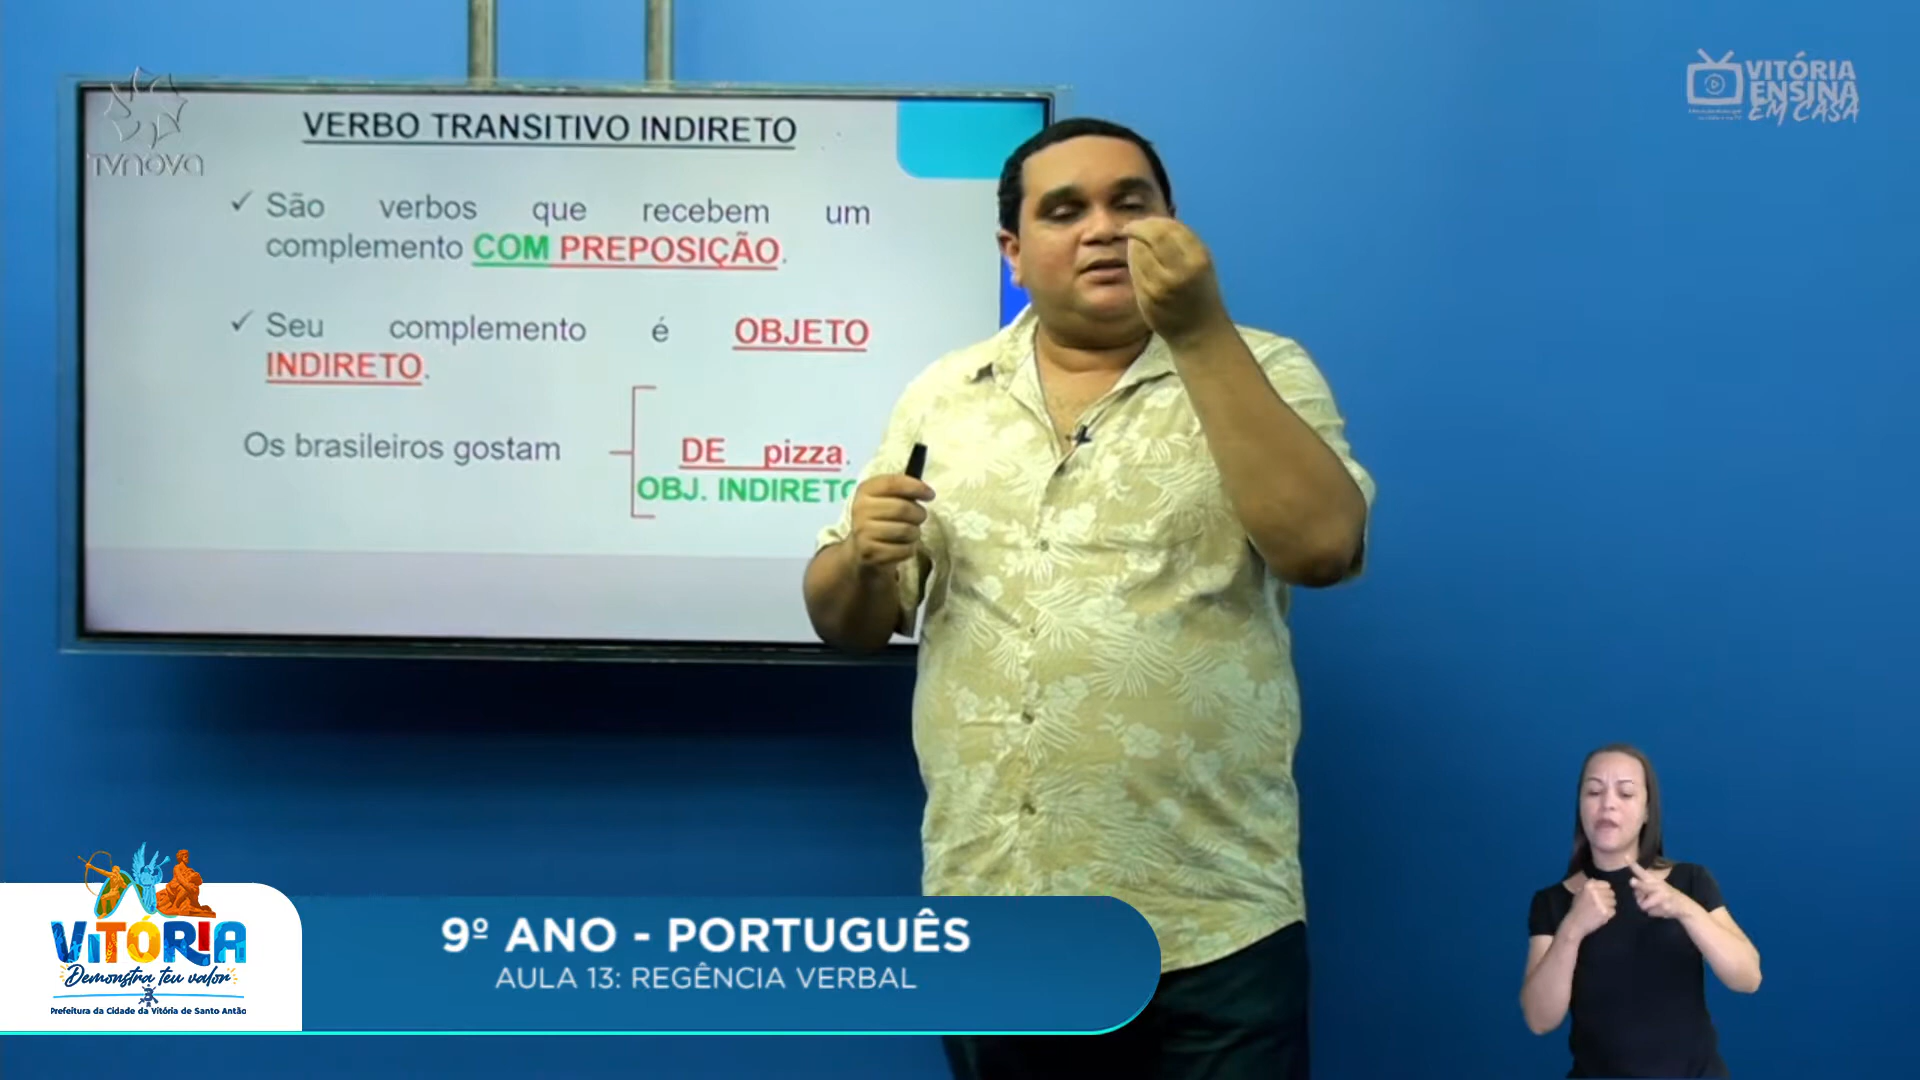 VERBO TRANSITIVO INDIRETO
TVNOVA
✓ São verbos que recebem um
complemento COM PREPOSIÇÃO.
✓ Seu complemento é OBJETO
INDIRETO.
Os brasileiros gostam
DE pizza.
OBJ. INDIRETO
VITÓRIA
ENSINA
EM CASA
VITÓRIA
Demonstra teu valor
Prefeitura da Cidade da Vitória de Santo Antão
9º ANO - PORTUGUÊS
AULA 13: REGÊNCIA VERBAL